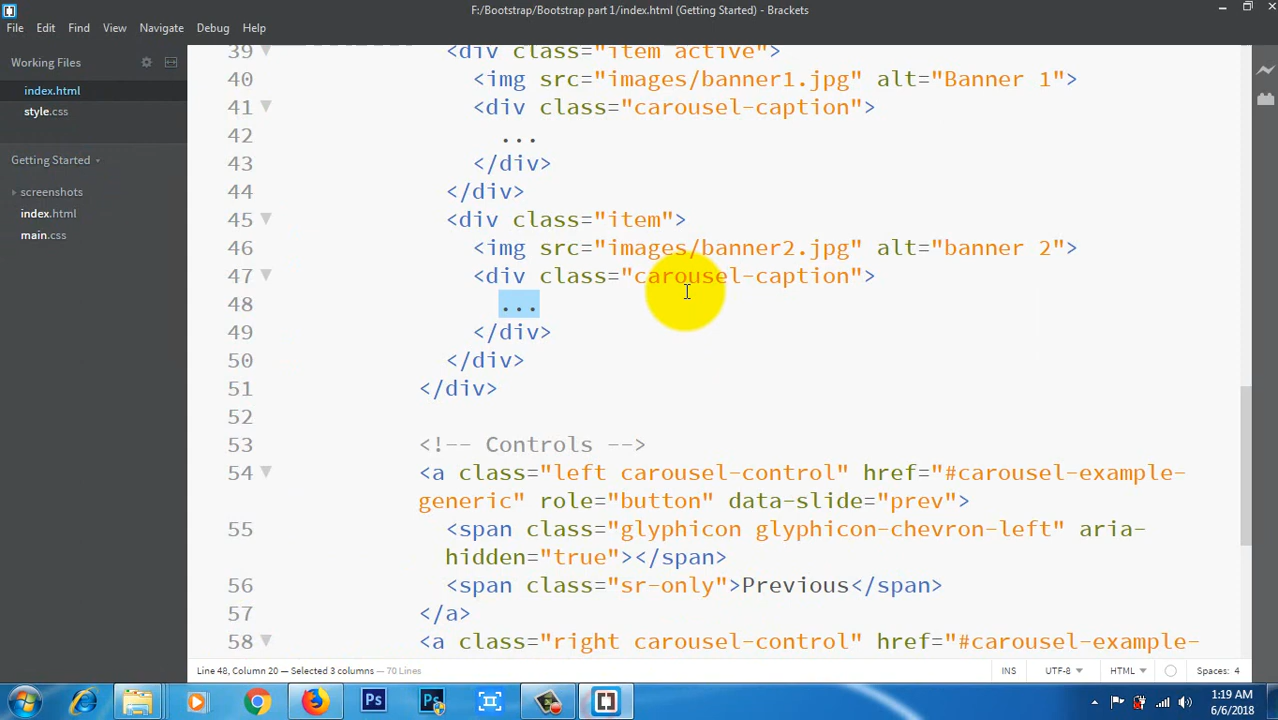 F:/Bootstrap/Bootstrap part 1/index.html (Getting Started) - Brackets
File Edit Find View Navigate Debug Help
Working Files
index.html
style.css
Getting Started
screenshots
index.html
main.css
39 <div class="item active">
40 <img src="images/banner1.jpg" alt="Banner 1">
41 <div class="carousel-caption">
42 ...
43 </div>
44 </div>
45 <div class="item">
46 <img src="images/banner2.jpg" alt="banner 2">
47 <div class="carousel-caption">
48 ...
49 </div>
50 </div>
51 </div>
52
53 <!-- Controls -->
54 <a class="left carousel-control" href="#carousel-example-
generic" role="button" data-slide="prev">
55 <span class="glyphicon glyphicon-chevron-left" aria-
hidden="true"></span>
56 <span class="sr-only">Previous</span>
57 </a>
58 <a class="right carousel-control" href="#carousel-example-
Line 48, Column 20 — Selected 3 columns — 70 Lines
INS UTF-8 HTML Spaces: 4
Ps Ps
1:19 AM
6/6/2018